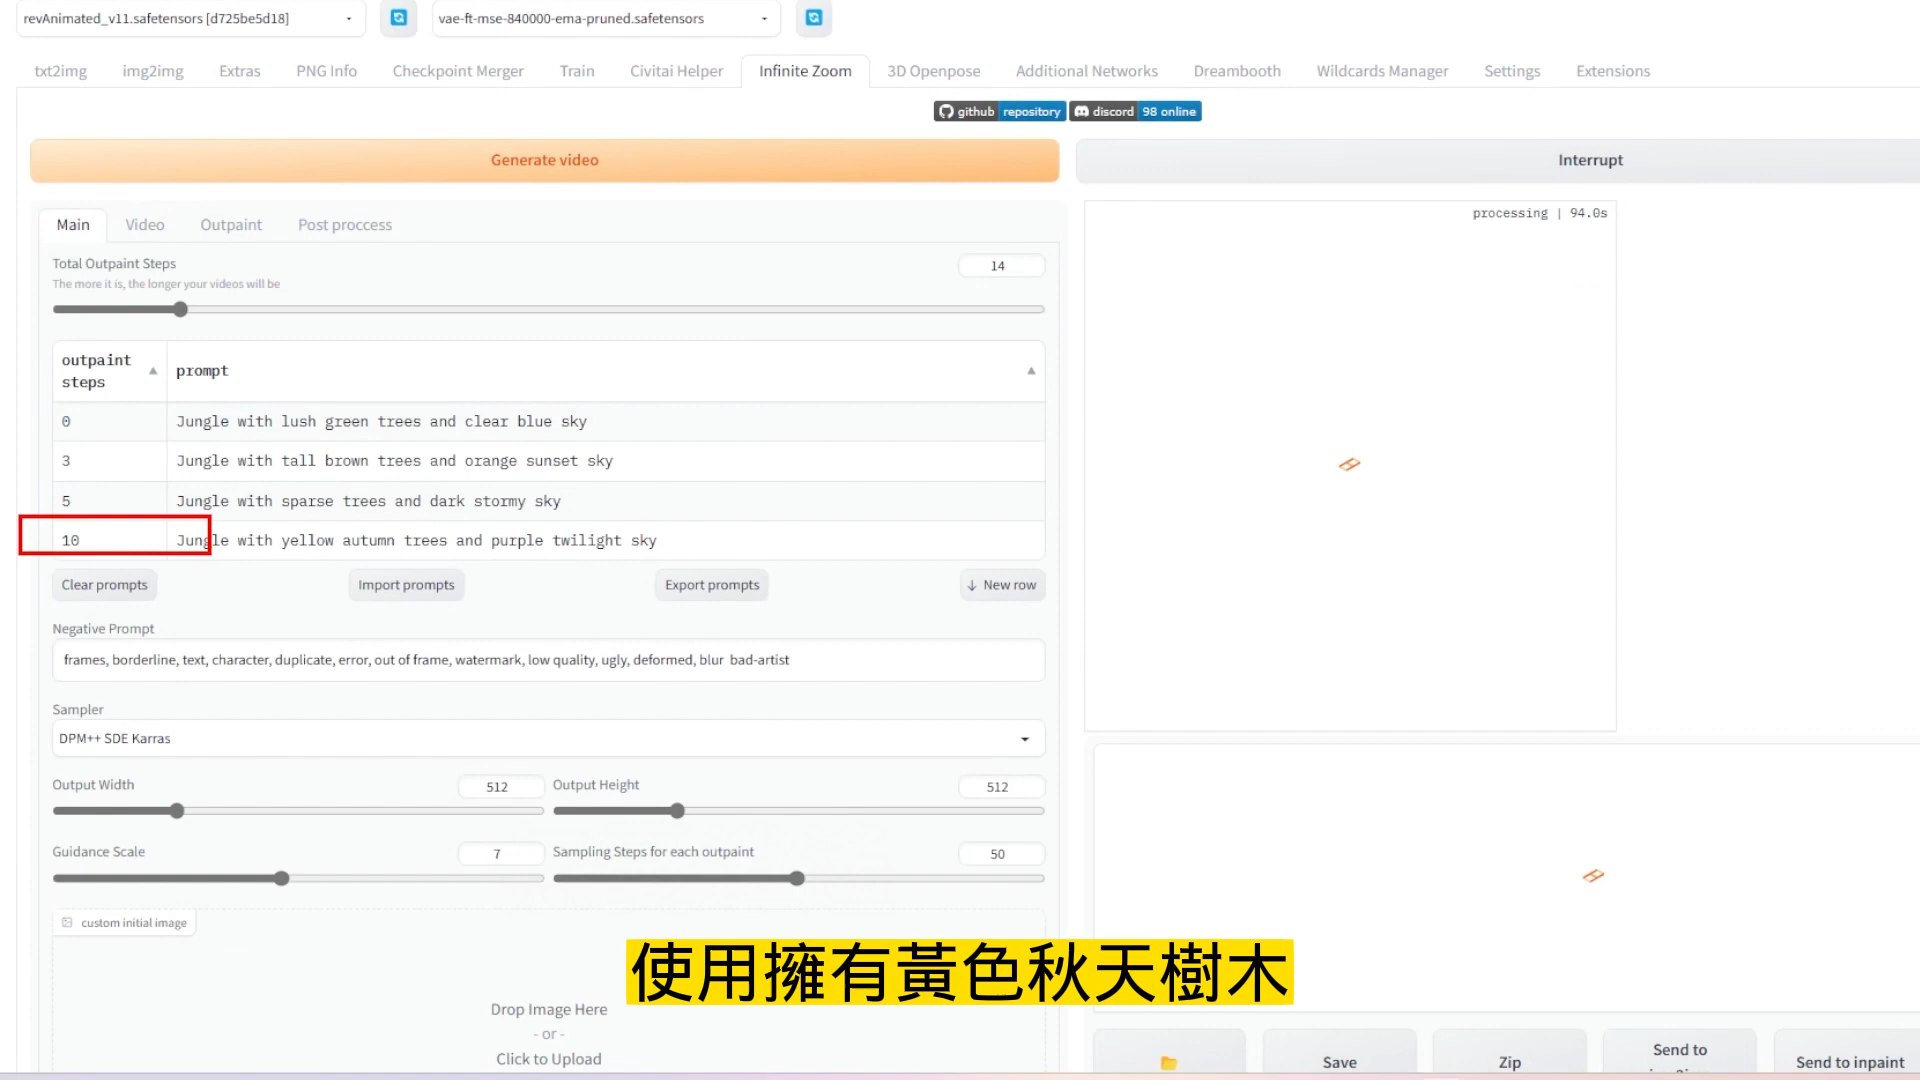 revAnimated_v11.safetensors [d725be5d18]
vae-ft-mse-840000-ema-pruned.safetensors
txt2img img2img Extras PNG Info Checkpoint Merger Train Civitai Helper Infinite Zoom 3D Openpose Additional Networks Dreambooth Wildcards Manager Settings Extensions
github repository discord 98 online
Generate video
Interrupt
Main Video Outpaint Post proccess
processing | 94.0s
Total Outpaint Steps
14
The more it is, the longer your videos will be
outpaint steps
prompt
0 Jungle with lush green trees and clear blue sky
3 Jungle with tall brown trees and orange sunset sky
5 Jungle with sparse trees and dark stormy sky
10 Jungle with yellow autumn trees and purple twilight sky
Clear prompts
Import prompts
Export prompts
↓ New row
Negative Prompt
frames, borderline, text, character, duplicate, error, out of frame, watermark, low quality, ugly, deformed, blur bad-artist
Sampler
DPM++ SDE Karras
Output Width 512
Output Height 512
Guidance Scale 7
Sampling Steps for each outpaint 50
custom initial image
使用擁有黃色秋天樹木
Drop Image Here
- or -
Click to Upload
Save
Zip
Send to
Send to inpaint